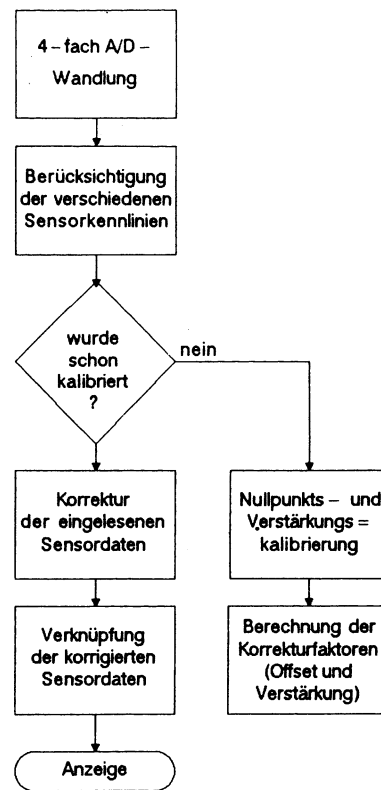 4 – fach A/D –
Wandlung
Berücksichtigung
der verschiedenen
Sensorkennlinien
wurde
schon
kalibriert
?
nein
Korrektur
der eingelesenen
Sensordaten
Nullpunkts – und
Verstärkungs =
kalibrierung
Verknüpfung
der korrigierten
Sensordaten
Berechnung der
Korrekturfaktoren
(Offset und
Verstärkung)
Anzeige